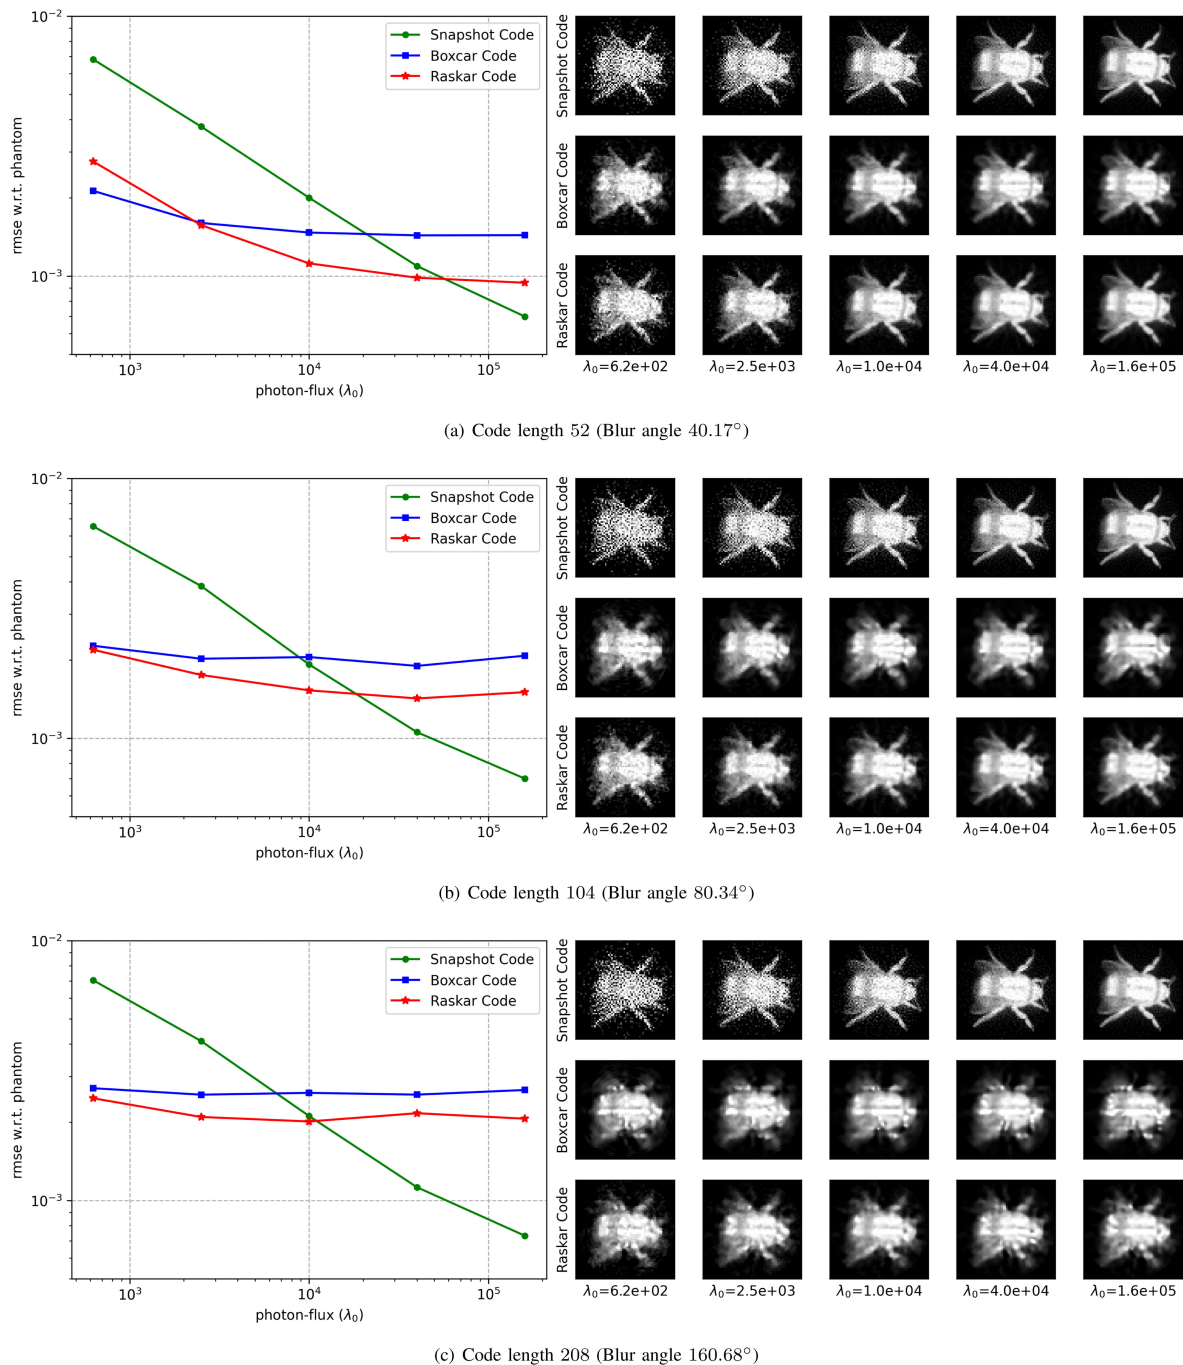 10⁻²
10⁻³
rmse w.r.t. phantom
Snapshot Code
Boxcar Code
Raskar Code
10³
10⁴
10⁵
photon-flux (λ₀)
Snapshot Code
Boxcar Code
Raskar Code
λ₀=6.2e+02 λ₀=2.5e+03 λ₀=1.0e+04 λ₀=4.0e+04 λ₀=1.6e+05
(a) Code length 52 (Blur angle 40.17°)
10⁻²
10⁻³
rmse w.r.t. phantom
Snapshot Code
Boxcar Code
Raskar Code
10³
10⁴
10⁵
photon-flux (λ₀)
Snapshot Code
Boxcar Code
Raskar Code
λ₀=6.2e+02 λ₀=2.5e+03 λ₀=1.0e+04 λ₀=4.0e+04 λ₀=1.6e+05
(b) Code length 104 (Blur angle 80.34°)
10⁻²
10⁻³
rmse w.r.t. phantom
Snapshot Code
Boxcar Code
Raskar Code
10³
10⁴
10⁵
photon-flux (λ₀)
Snapshot Code
Boxcar Code
Raskar Code
λ₀=6.2e+02 λ₀=2.5e+03 λ₀=1.0e+04 λ₀=4.0e+04 λ₀=1.6e+05
(c) Code length 208 (Blur angle 160.68°)